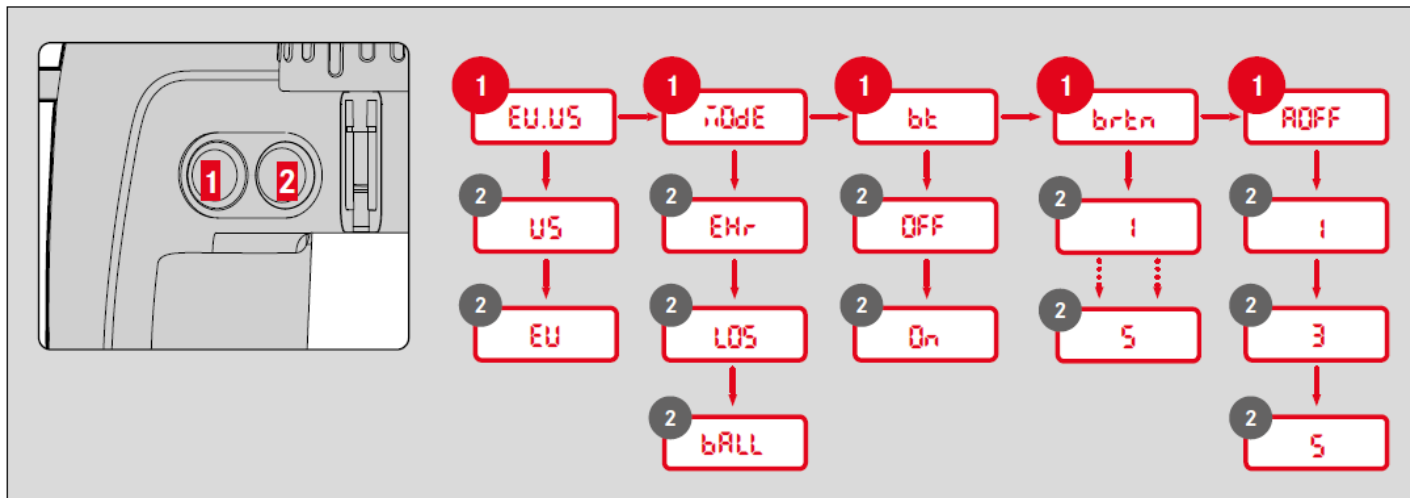 1 1 1 1 1
EU.US MODE bt brtn AOFF
1 2
2 2 2 2 2
US EHr OFF 1 1
2 2 2 2 2
EU LOS On 5 3
2 2
bALL 5